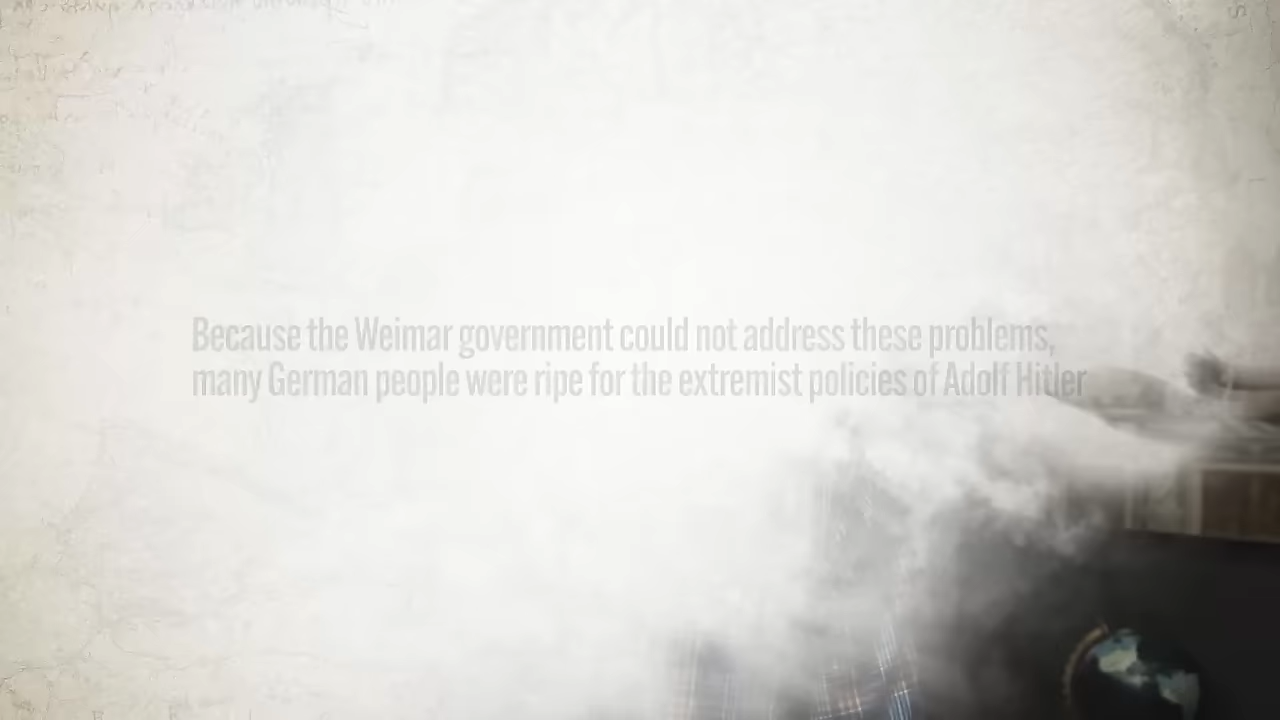 Because the Weimar government could not address these problems,
many German people were ripe for the extremist policies of Adolf Hitler